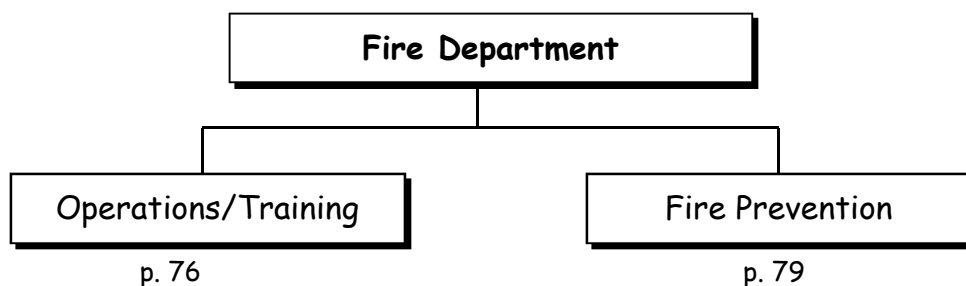 Fire Department
Operations/Training
Fire Prevention
p. 76
p. 79